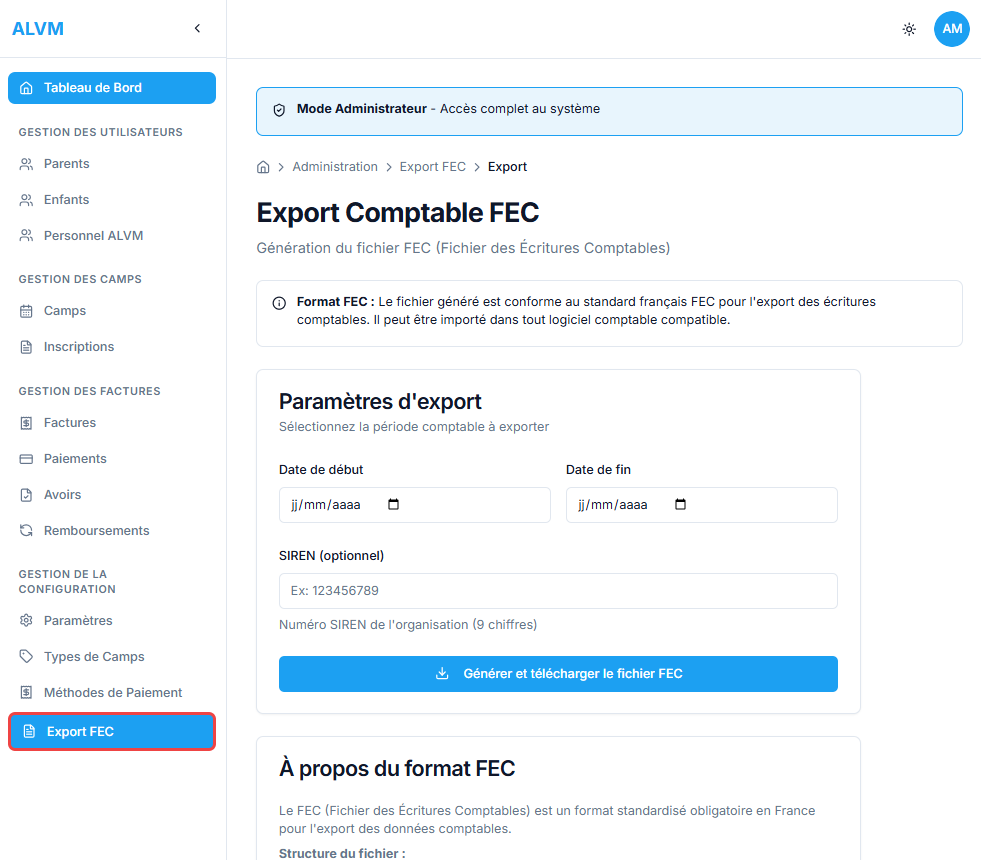 ALVM
AM
Tableau de Bord
GESTION DES UTILISATEURS
Parents
Enfants
Personnel ALVM
GESTION DES CAMPS
Camps
Inscriptions
GESTION DES FACTURES
Factures
Paiements
Avoirs
Remboursements
GESTION DE LA
CONFIGURATION
Paramètres
Types de Camps
Méthodes de Paiement
Export FEC
Mode Administrateur - Accès complet au système
Administration > Export FEC > Export
Export Comptable FEC
Génération du fichier FEC (Fichier des Écritures Comptables)
Format FEC : Le fichier généré est conforme au standard français FEC pour l'export des écritures
comptables. Il peut être importé dans tout logiciel comptable compatible.
Paramètres d'export
Sélectionnez la période comptable à exporter
Date de début
jj/mm/aaaa
Date de fin
jj/mm/aaaa
SIREN (optionnel)
Ex: 123456789
Numéro SIREN de l'organisation (9 chiffres)
Générer et télécharger le fichier FEC
À propos du format FEC
Le FEC (Fichier des Écritures Comptables) est un format standardisé obligatoire en France
pour l'export des données comptables.
Structure du fichier :